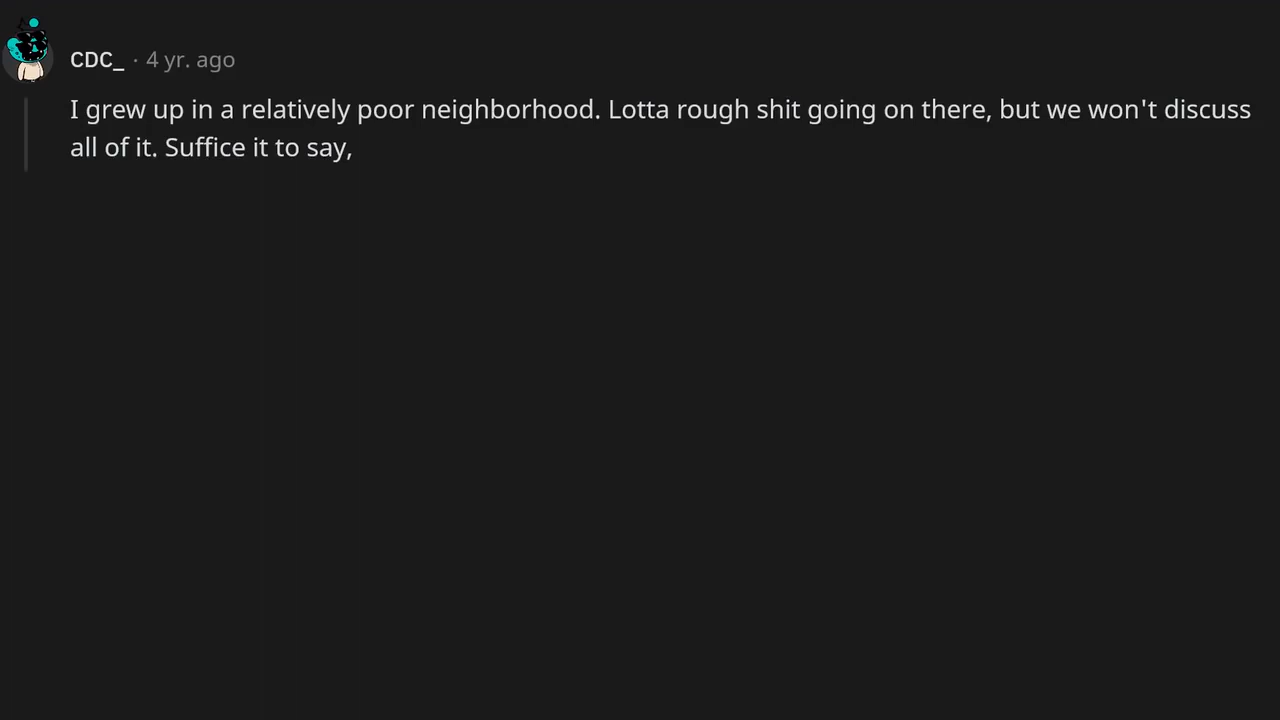 CDC_ · 4 yr. ago
I grew up in a relatively poor neighborhood. Lotta rough shit going on there, but we won't discuss
all of it. Suffice it to say,